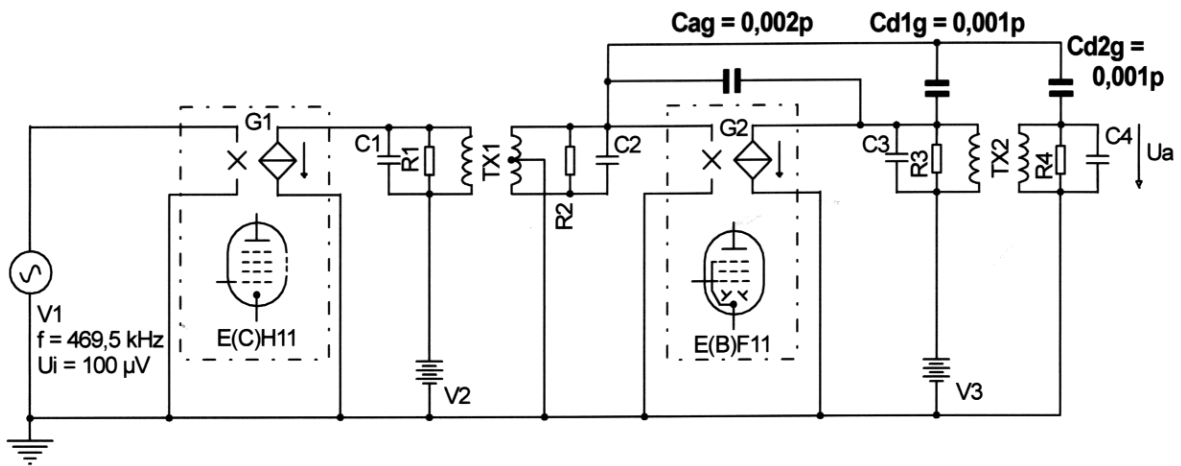 Cag = 0,002p
Cd1g = 0,001p
Cd2g =
0,001p
G1
C1
R1
TX1
R2
C2
G2
C3
R3
TX2
R4
C4
Ua
V1
f = 469,5 kHz
Ui = 100 µV
E(C)H11
V2
E(B)F11
V3